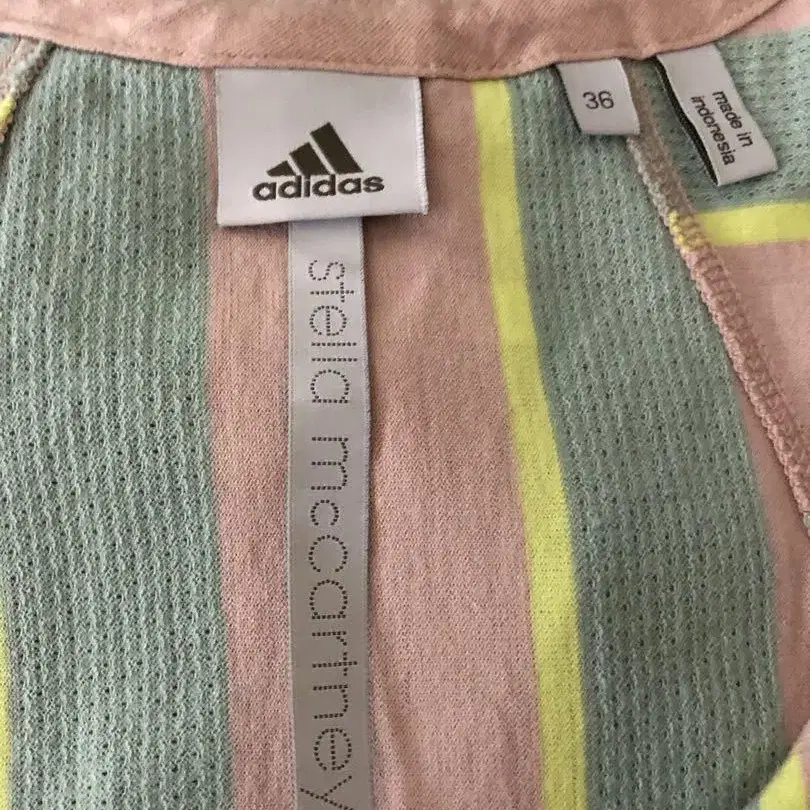 adidas
36
made in
indonesia
stella mccartney